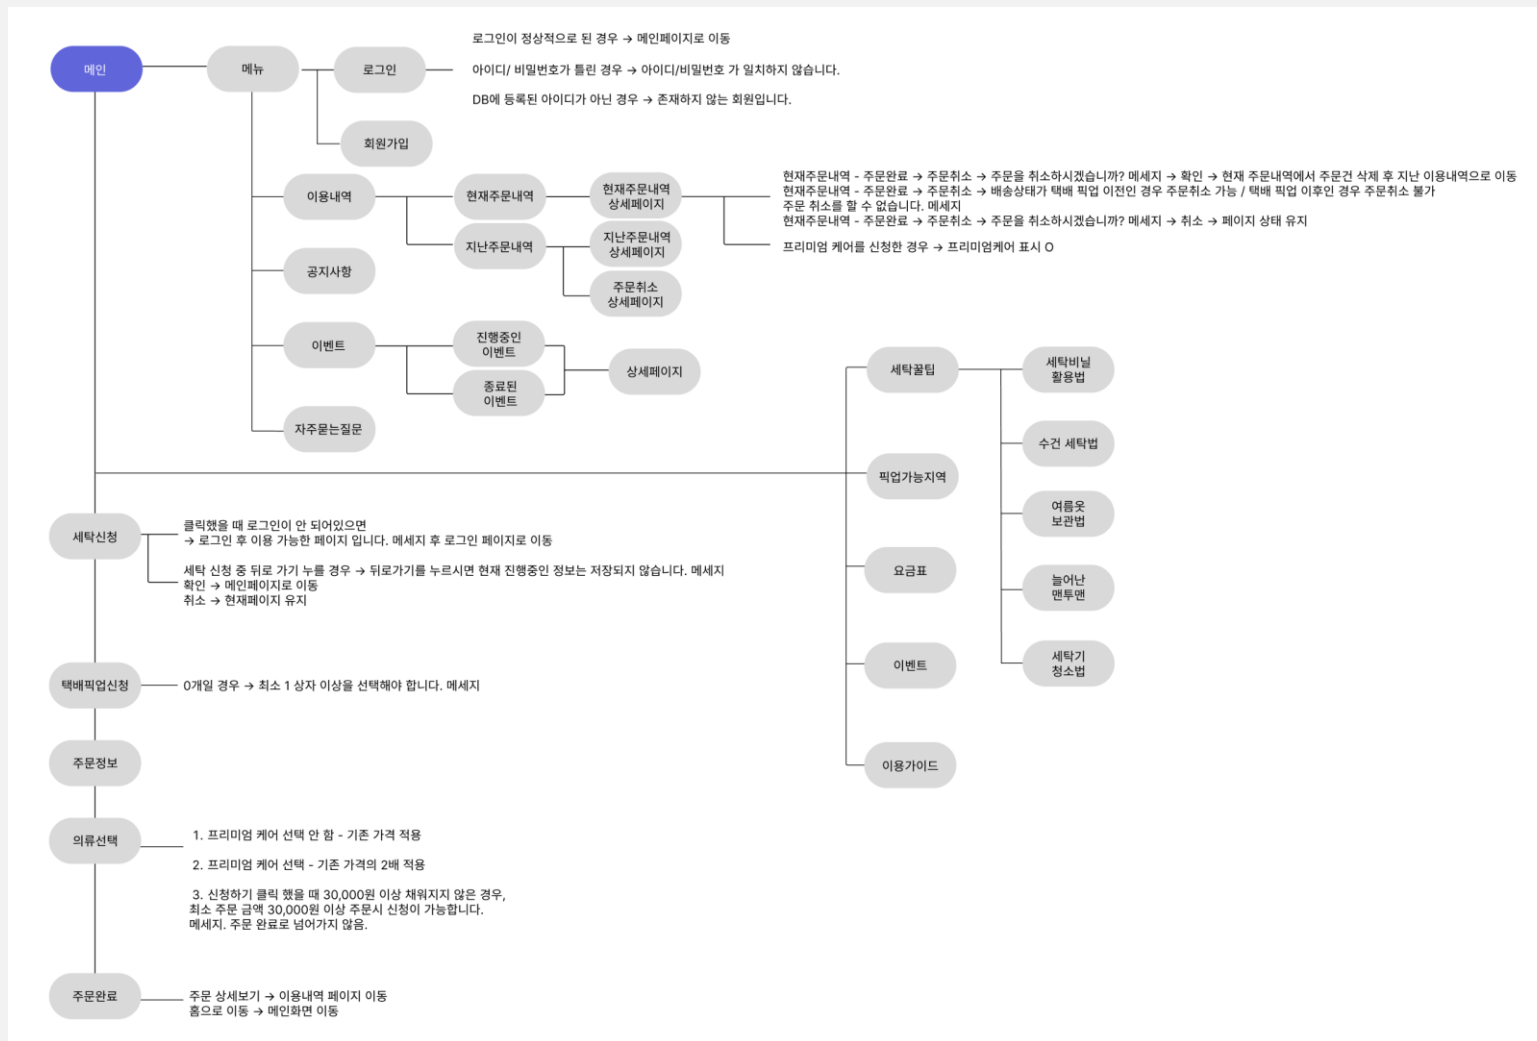 메인
메뉴
로그인
로그인이 정상적으로 된 경우 → 메인페이지로 이동
아이디/ 비밀번호가 틀린 경우 → 아이디/비밀번호 가 일치하지 않습니다.
DB에 등록된 아이디가 아닌 경우 → 존재하지 않는 회원입니다.
회원가입
이용내역
현재주문내역
현재주문내역
상세페이지
현재주문내역 - 주문완료 → 주문취소 → 주문을 취소하시겠습니까? 메세지 → 확인 → 현재 주문내역에서 주문건 삭제 후 지난 이용내역으로 이동
현재주문내역 - 주문완료 → 주문취소 → 배송상태가 택배 픽업 이전인 경우 주문취소 가능 / 택배 픽업 이후인 경우 주문취소 불가
주문 취소를 할 수 없습니다. 메세지
현재주문내역 - 주문완료 → 주문취소 → 주문을 취소하시겠습니까? 메세지 → 취소 → 페이지 상태 유지
프리미엄 케어를 신청한 경우 → 프리미엄케어 표시 O
지난주문내역
지난주문내역
상세페이지
주문취소
상세페이지
공지사항
이벤트
진행중인
이벤트
종료된
이벤트
상세페이지
자주묻는질문
세탁꿀팁
세탁비닐
활용법
수건 세탁법
여름옷
보관법
늘어난
맨투맨
세탁기
청소법
픽업가능지역
요금표
이벤트
이용가이드
세탁신청
클릭했을 때 로그인이 안 되어있으면
→ 로그인 후 이용 가능한 페이지 입니다. 메세지 후 로그인 페이지로 이동
세탁 신청 중 뒤로 가기 누를 경우 → 뒤로가기를 누르시면 현재 진행중인 정보는 저장되지 않습니다. 메세지
확인 → 메인페이지로 이동
취소 → 현재페이지 유지
택배픽업신청
0개일 경우 → 최소 1 상자 이상을 선택해야 합니다. 메세지
주문정보
의류선택
1. 프리미엄 케어 선택 안 함 - 기존 가격 적용
2. 프리미엄 케어 선택 - 기존 가격의 2배 적용
3. 신청하기 클릭 했을 때 30,000원 이상 채워지지 않은 경우,
최소 주문 금액 30,000원 이상 주문시 신청이 가능합니다.
메세지. 주문 완료로 넘어가지 않음.
주문완료
주문 상세보기 → 이용내역 페이지 이동
홈으로 이동 → 메인화면 이동